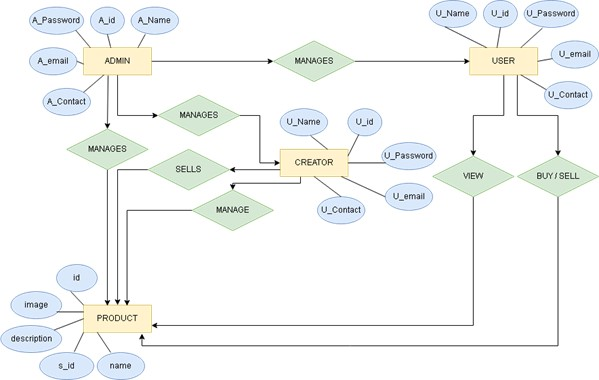 A_Password
A_id
A_Name
A_email
ADMIN
A_Contact
MANAGES
U_Name
U_id
U_Password
USER
U_email
U_Contact
MANAGES
MANAGES
U_Name
U_id
CREATOR
U_Password
U_email
U_Contact
SELLS
MANAGE
VIEW
BUY / SELL
id
image
description
PRODUCT
s_id
name